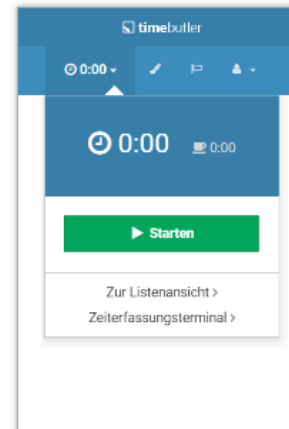 timebutler
0:00
0:00 0:00
Starten
Zur Listenansicht >
Zeiterfassungsterminal >